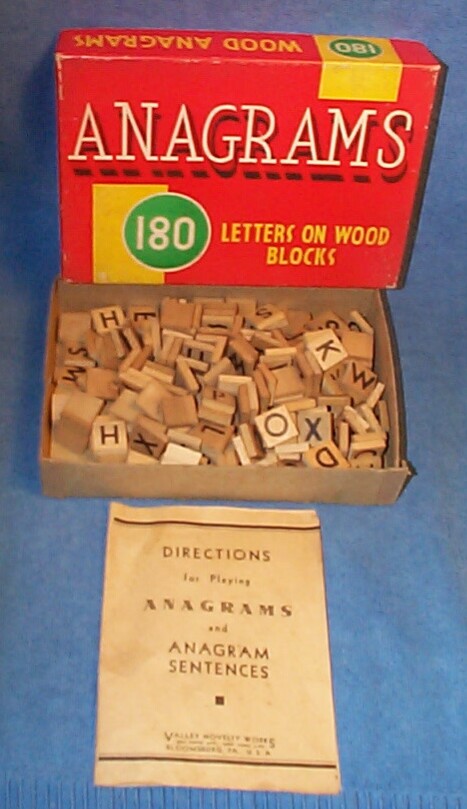 WOOD ANAGRAMS
180
ANAGRAMS
180
LETTERS ON WOOD
BLOCKS
H
S
K
M
S
W
O
H
X
X
D
DIRECTIONS
for Playing
ANAGRAMS
and
ANAGRAM
SENTENCES
VALLEY NOVELTY WORKS
BLOOMSBURG, PA. U.S.A.